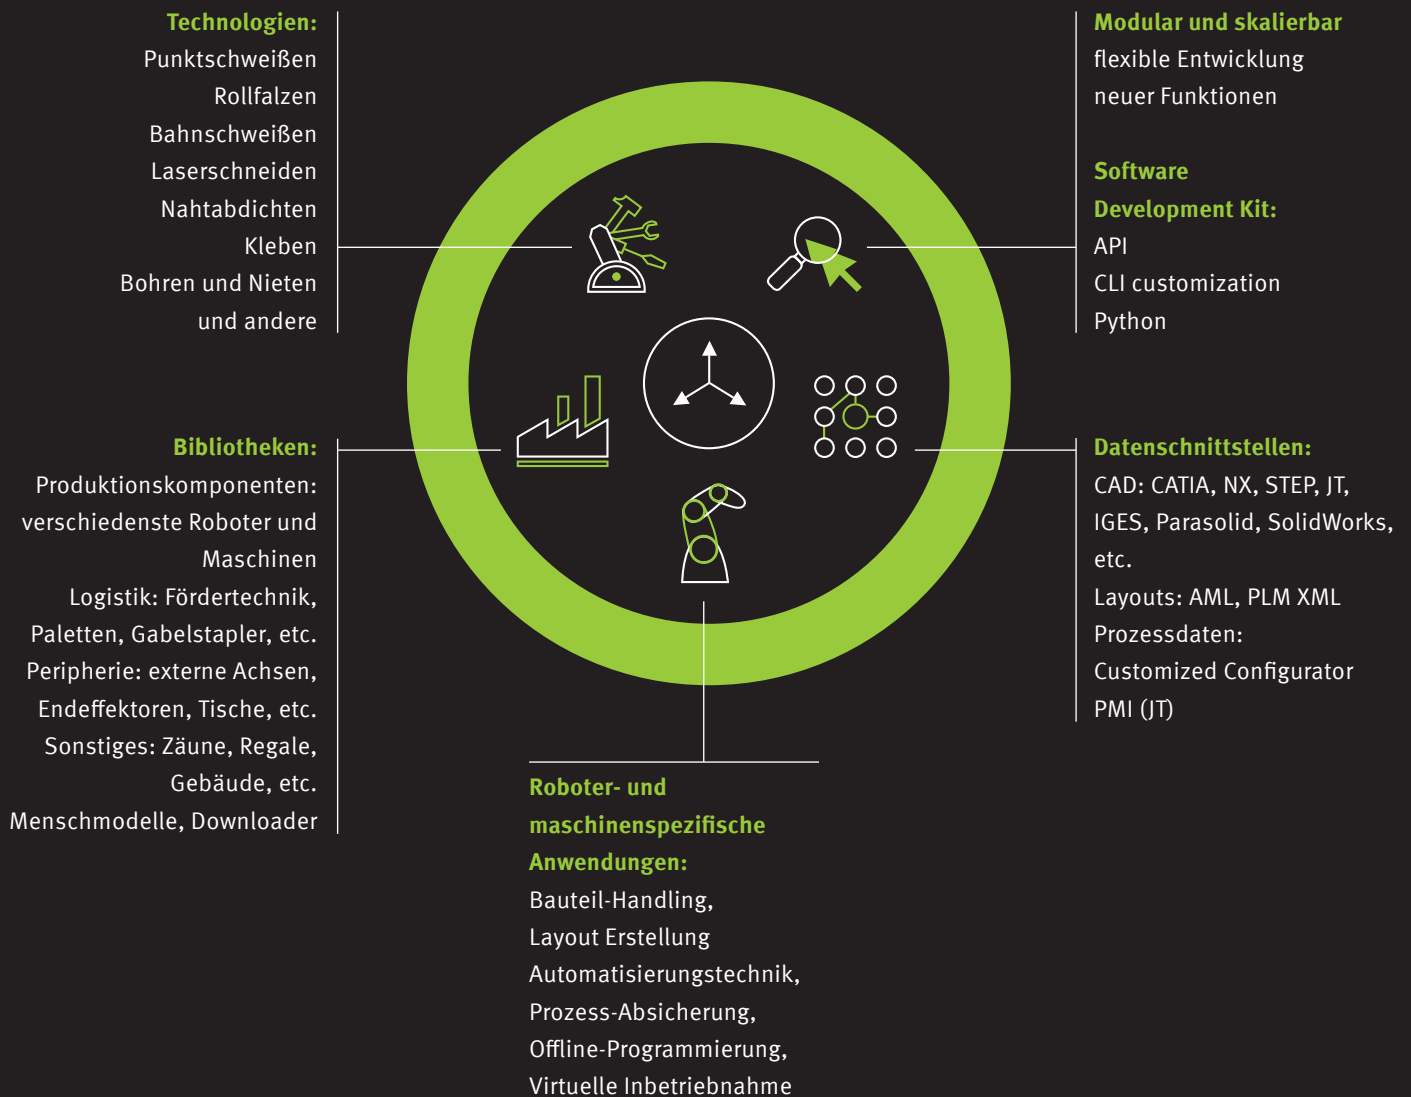 Technologien:
Punktschweißen
Rollfalzen
Bahnschweißen
Laserschneiden
Nahtabdichten
Kleben
Bohren und Nieten
und andere
Modular und skalierbar
flexible Entwicklung
neuer Funktionen
Software
Development Kit:
API
CLI customization
Python
Bibliotheken:
Produktionskomponenten:
verschiedenste Roboter und
Maschinen
Logistik: Fördertechnik,
Paletten, Gabelstapler, etc.
Peripherie: externe Achsen,
Endeffektoren, Tische, etc.
Sonstiges: Zäune, Regale,
Gebäude, etc.
Menschmodelle, Downloader
Datenschnittstellen:
CAD: CATIA, NX, STEP, JT,
IGES, Parasolid, SolidWorks,
etc.
Layouts: AML, PLM XML
Prozessdaten:
Customized Configurator
PMI (JT)
Roboter- und
maschinenspezifische
Anwendungen:
Bauteil-Handling,
Layout Erstellung
Automatisierungstechnik,
Prozess-Absicherung,
Offline-Programmierung,
Virtuelle Inbetriebnahme